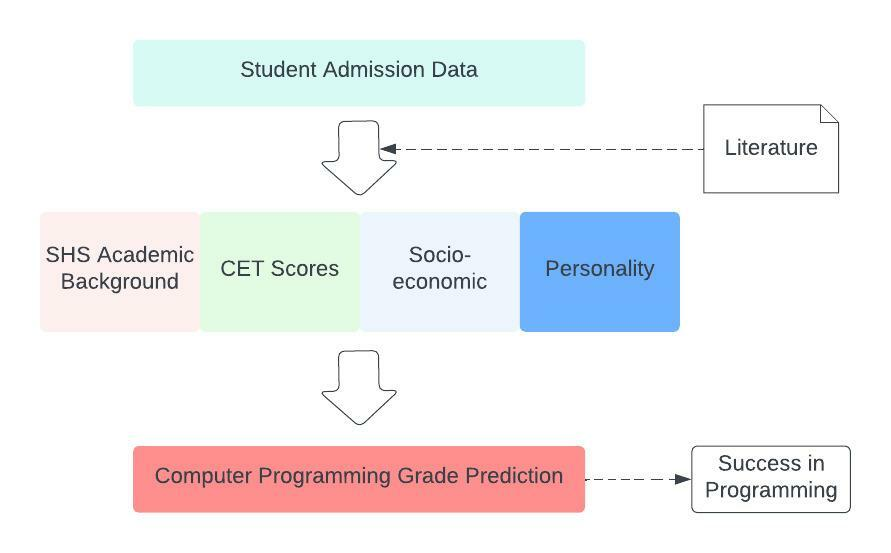 Student Admission Data
Literature
SHS Academic
Background
CET Scores
Socio-
economic
Personality
Computer Programming Grade Prediction
Success in
Programming